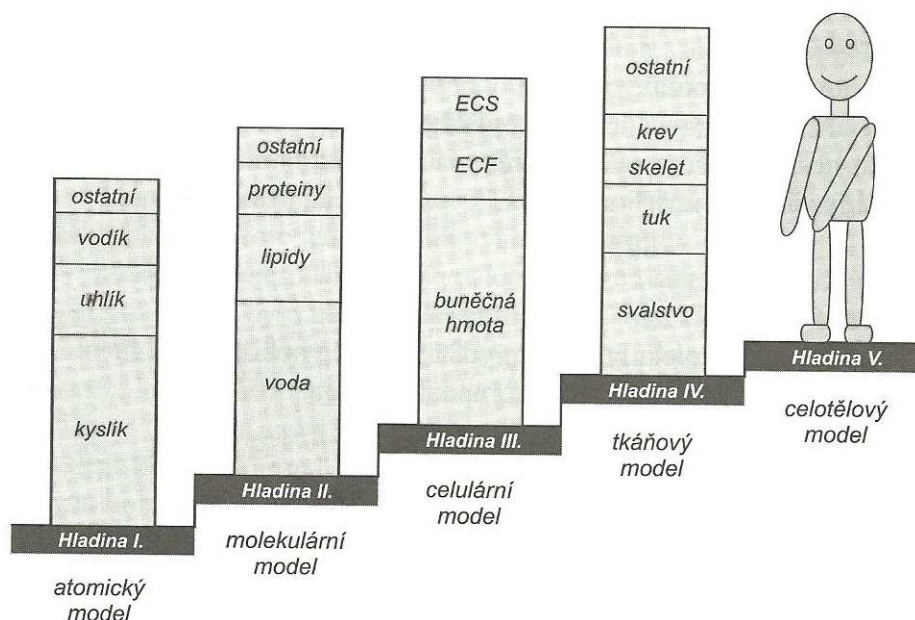 ostatní
vodík
uhlík
kyslík
Hladina I.
atomický
model
ostatní
proteiny
lipidy
voda
Hladina II.
molekulární
model
ECS
ECF
buněčná
hmota
Hladina III.
celulární
model
ostatní
krev
skelet
tuk
svalstvo
Hladina IV.
tkáňový
model
Hladina V.
celotělový
model